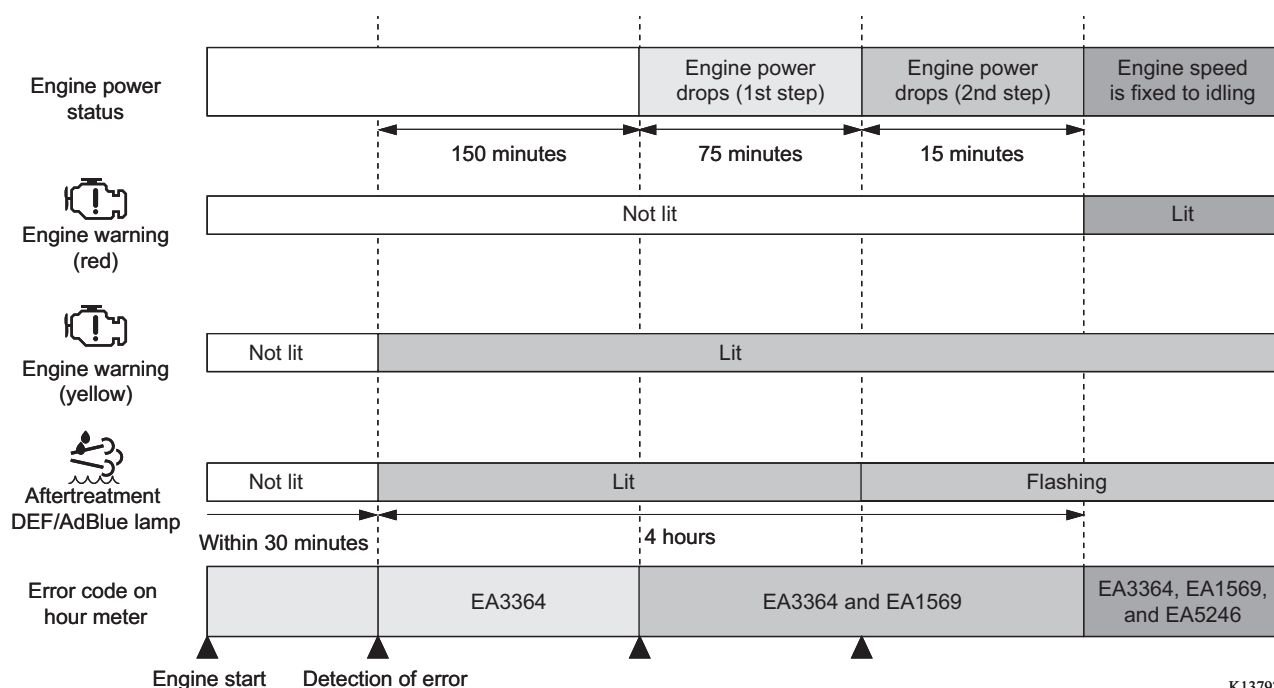 Engine power
status
Engine power
drops (1st step)
Engine power
drops (2nd step)
Engine speed
is fixed to idling
150 minutes
75 minutes
15 minutes
Engine warning
(red)
Not lit
Lit
Engine warning
(yellow)
Not lit
Lit
Aftertreatment
DEF/AdBlue lamp
Not lit
Lit
Flashing
Within 30 minutes
4 hours
Error code on
hour meter
EA3364
EA3364 and EA1569
EA3364, EA1569,
and EA5246
Engine start
Detection of error